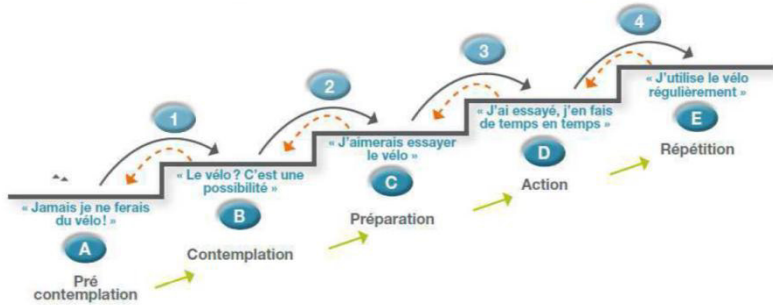 1
2
3
4
« Jamais je ne ferais
du vélo! »
A
Pré
contemplation
« Le vélo? C'est une
possibilité »
B
Contemplation
« J'aimerais essayer
le vélo »
C
Préparation
« J'ai essayé, j'en fais
de temps en temps »
D
Action
« J'utilise le vélo
régulièrement »
E
Répétition